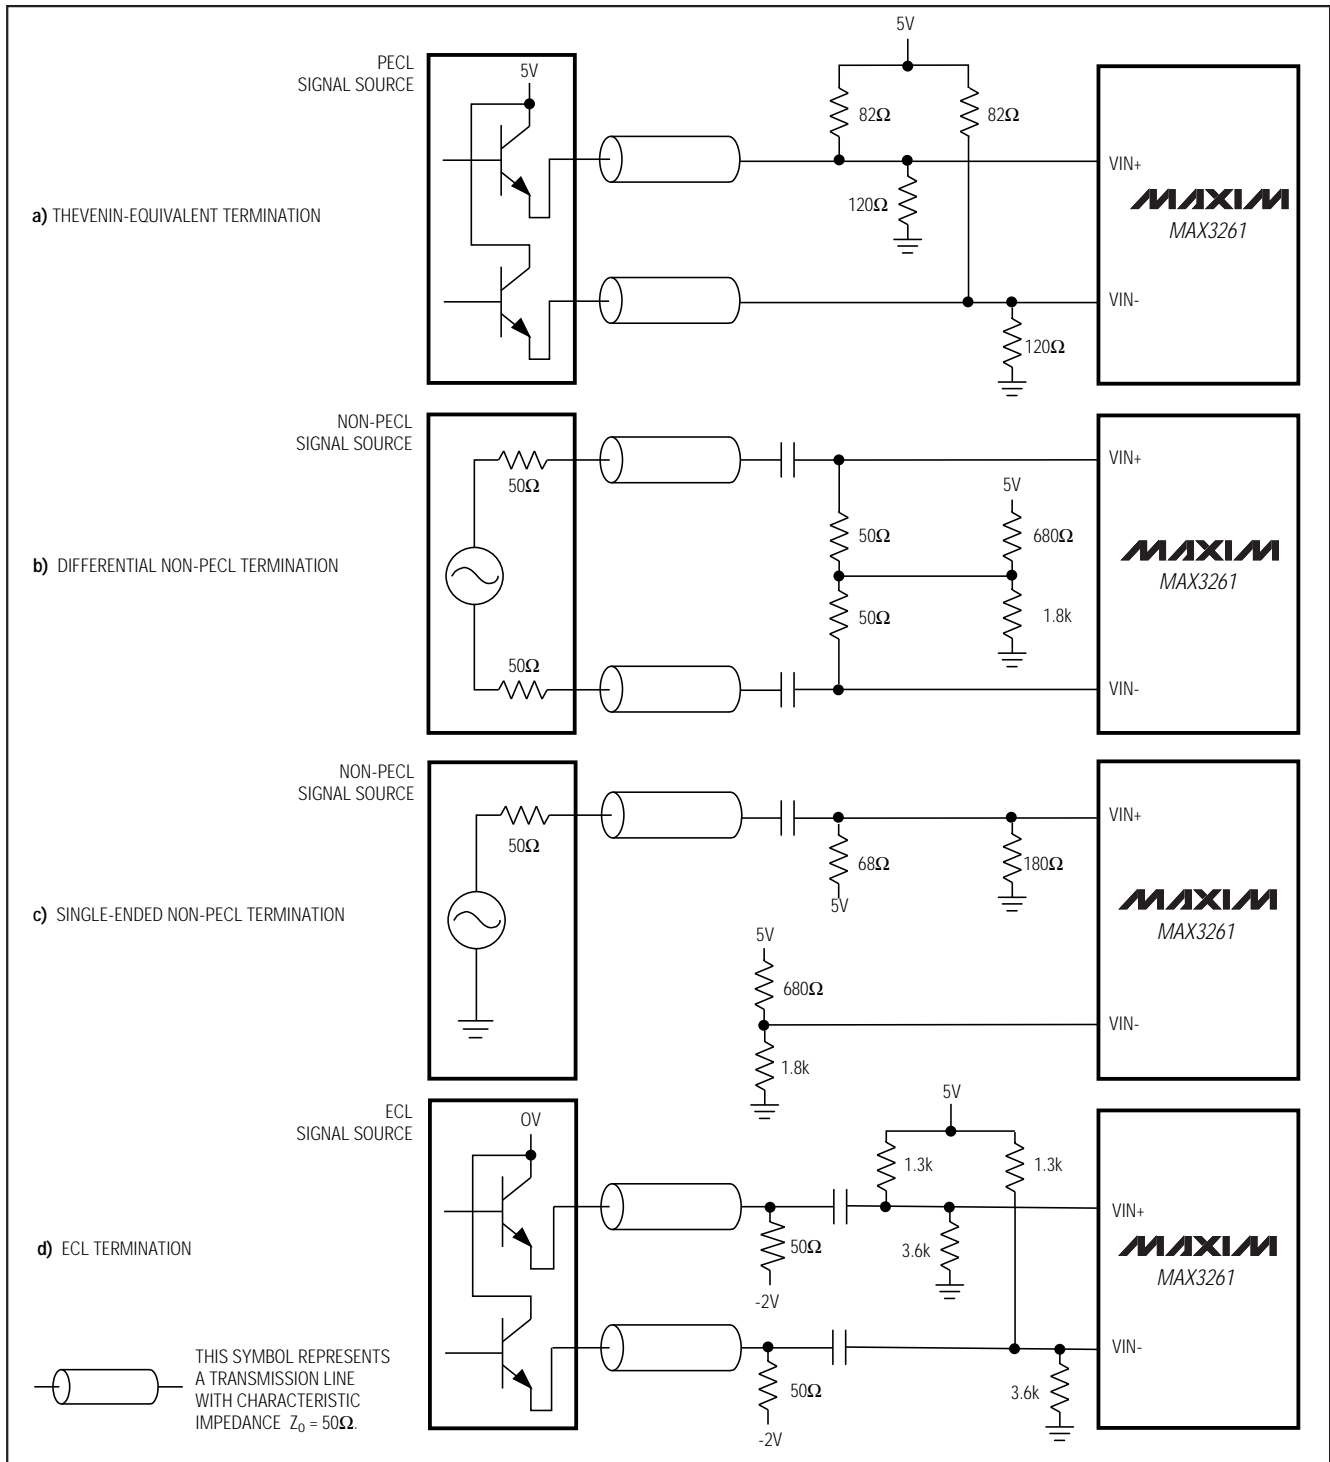 5V
PECL
SIGNAL SOURCE
5V
82Ω
82Ω
VIN+
MAXIM
MAX3261
a) THEVENIN-EQUIVALENT TERMINATION
120Ω
VIN-
120Ω
NON-PECL
SIGNAL SOURCE
50Ω
VIN+
5V
50Ω
680Ω
MAXIM
MAX3261
b) DIFFERENTIAL NON-PECL TERMINATION
50Ω
1.8k
50Ω
VIN-
NON-PECL
SIGNAL SOURCE
50Ω
VIN+
68Ω
180Ω
5V
MAXIM
MAX3261
c) SINGLE-ENDED NON-PECL TERMINATION
5V
680Ω
VIN-
1.8k
ECL
SIGNAL SOURCE
0V
5V
1.3k
1.3k
VIN+
MAXIM
MAX3261
d) ECL TERMINATION
50Ω
3.6k
-2V
VIN-
50Ω
3.6k
-2V
THIS SYMBOL REPRESENTS
A TRANSMISSION LINE
WITH CHARACTERISTIC
IMPEDANCE Z0 = 50Ω.